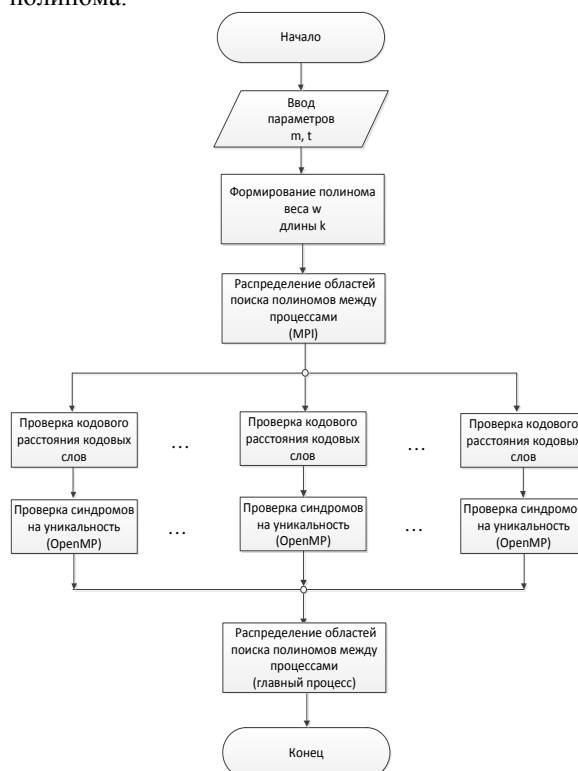 полинома.
Начало
Ввод
параметров
m, t
Формирование полинома
веса w
длины k
Распределение областей
поиска полиномов между
процессами
(MPI)
Проверка кодового
расстояния кодовых
слов
...
Проверка кодового
расстояния кодовых
слов
...
Проверка кодового
расстояния кодовых
слов
Проверка синдромов
на уникальность
(OpenMP)
...
Проверка синдромов
на уникальность
(OpenMP)
...
Проверка синдромов
на уникальность
(OpenMP)
Распределение областей
поиска полиномов между
процессами
(главный процесс)
Конец